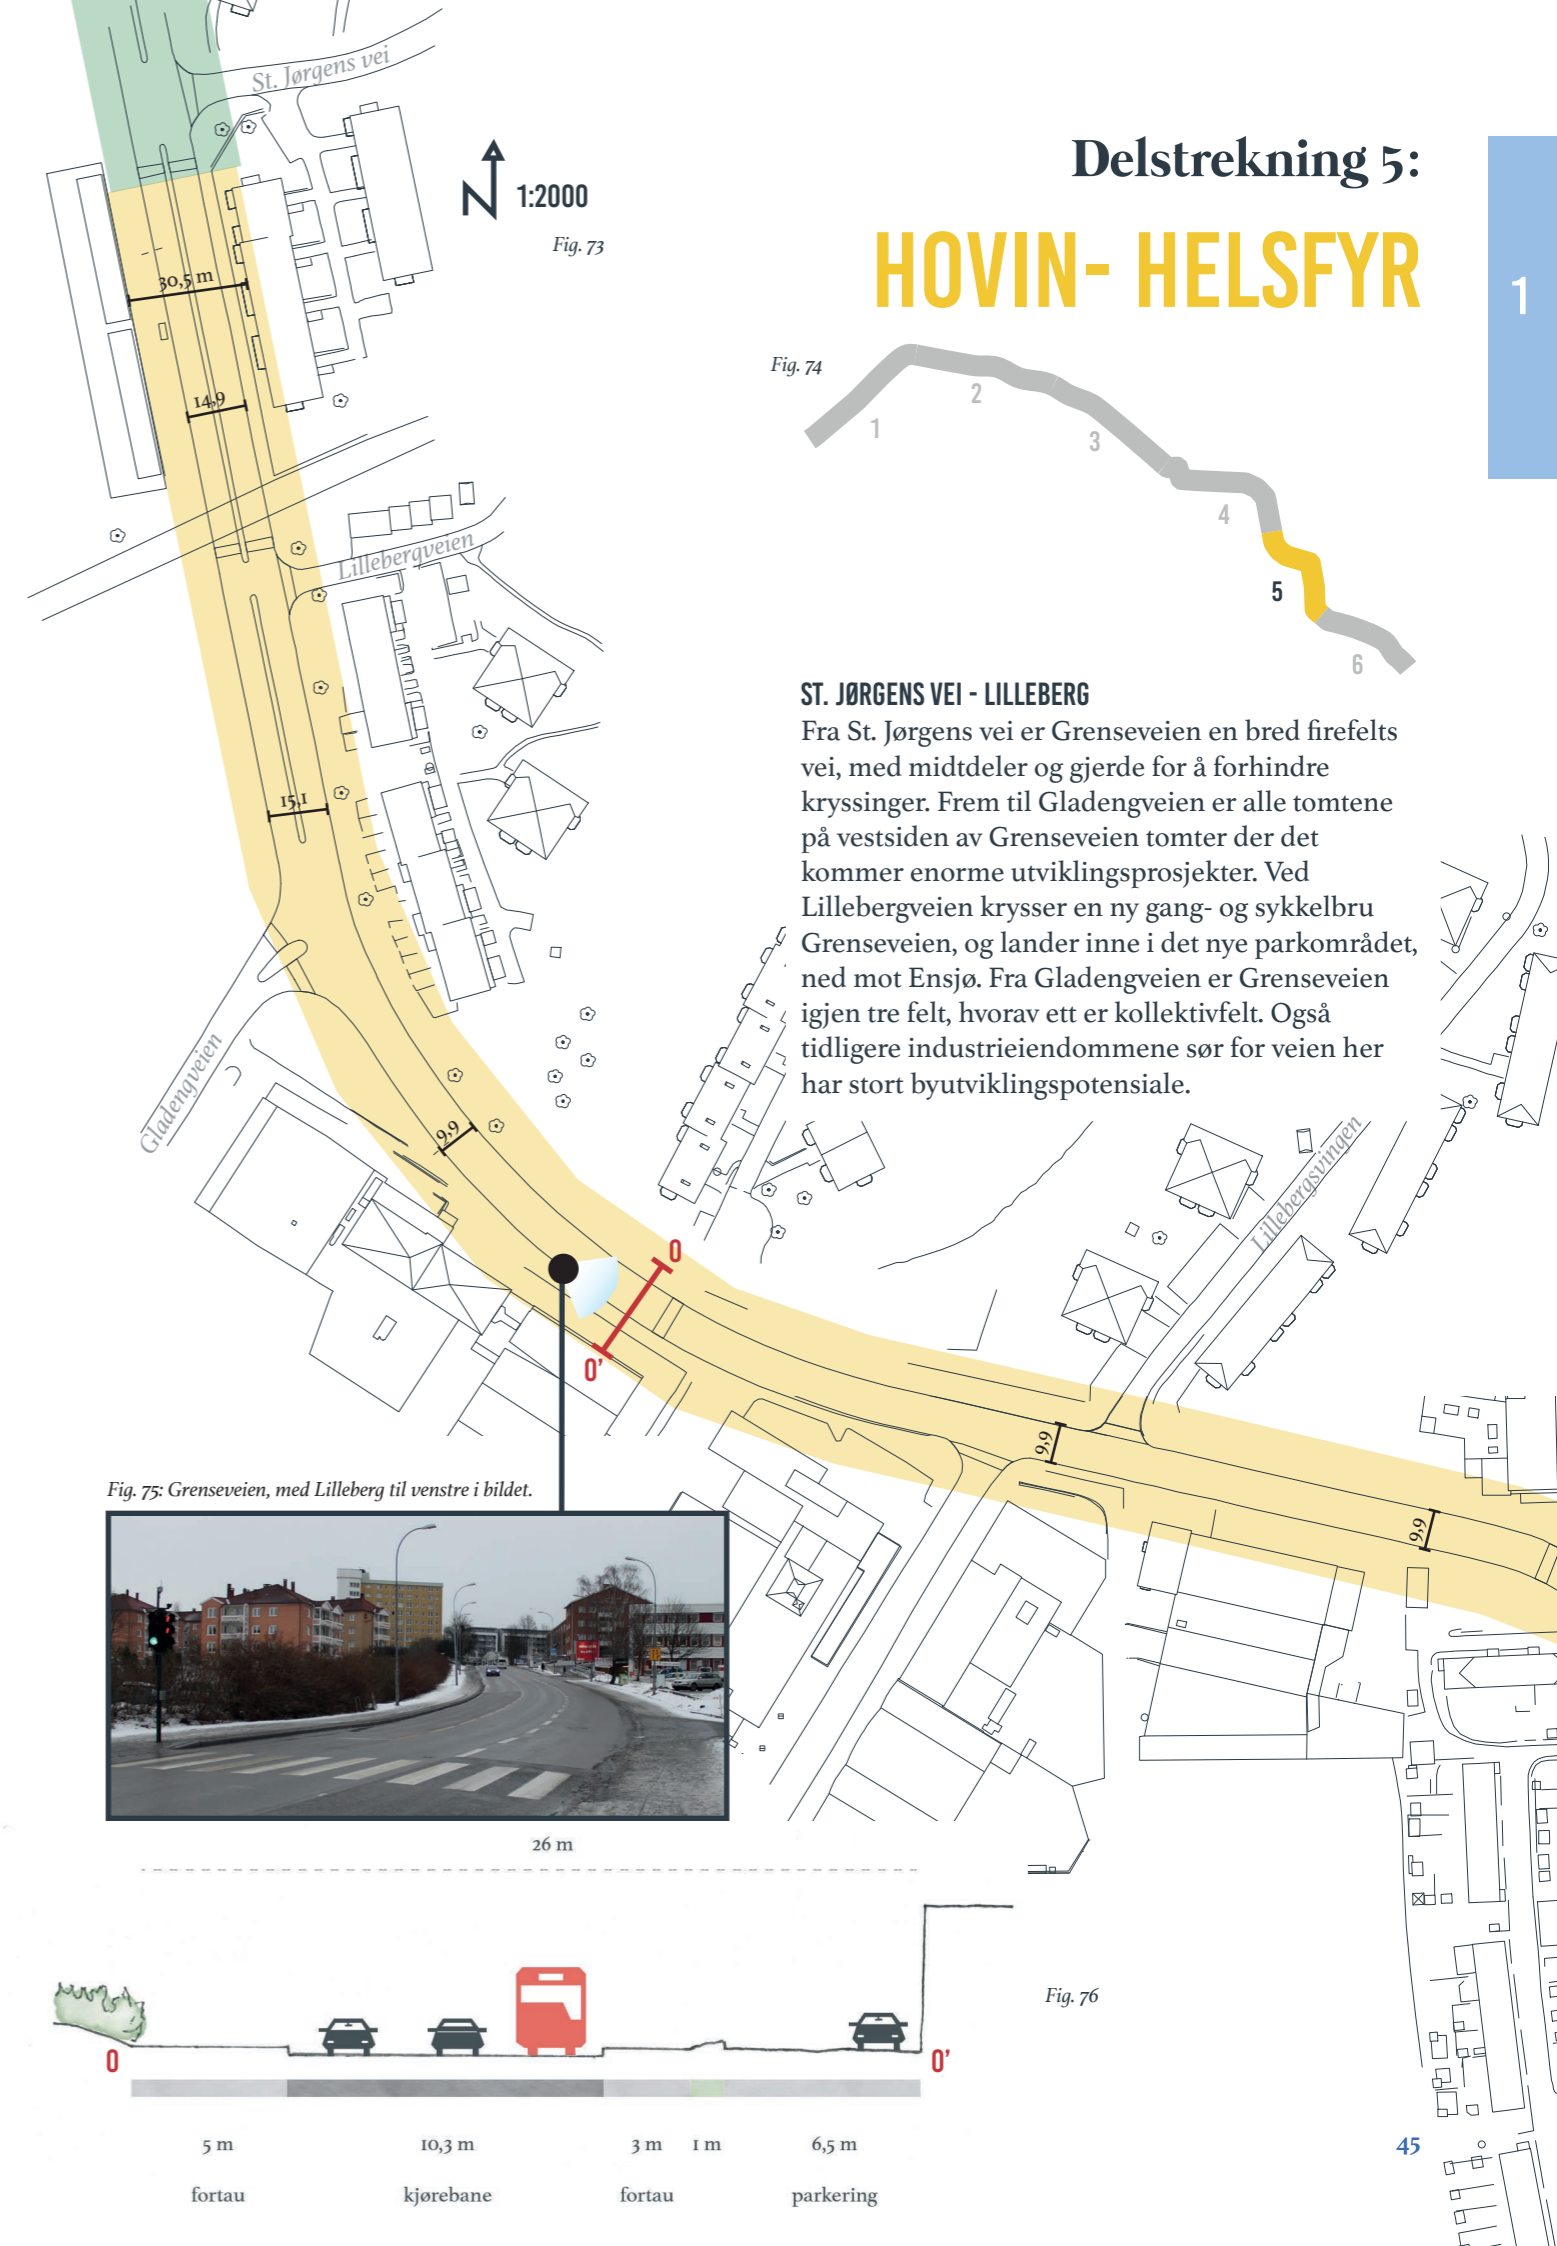 St. Jørgens vei
1:2000
Fig. 73
Delstrekning 5:
HOVIN- HELSFYR
1
30,5 m
14,9
Fig. 74
1
2
3
4
5
6
Lillebergveien
ST. JØRGENS VEI - LILLEBERG
Fra St. Jørgens vei er Grenseveien en bred firefelts
vei, med midtdeler og gjerde for å forhindre
kryssinger. Frem til Gladengveien er alle tomtene
på vestsiden av Grenseveien tomter der det
kommer enorme utviklingsprosjekter. Ved
Lillebergveien krysser en ny gang- og sykkelbru
Grenseveien, og lander inne i det nye parkområdet,
ned mot Ensjø. Fra Gladengveien er Grenseveien
igjen tre felt, hvorav ett er kollektivfelt. Også
tidligere industrieiendommene sør for veien her
har stort byutviklingspotensiale.
15,1
Gladengveien
9,9
Lillebergsvingen
O
O'
9,9
9,9
Fig. 75: Grenseveien, med Lilleberg til venstre i bildet.
26 m
Fig. 76
O
O'
5 m
10,3 m
3 m
1 m
6,5 m
fortau
kjørebane
fortau
parkering
45